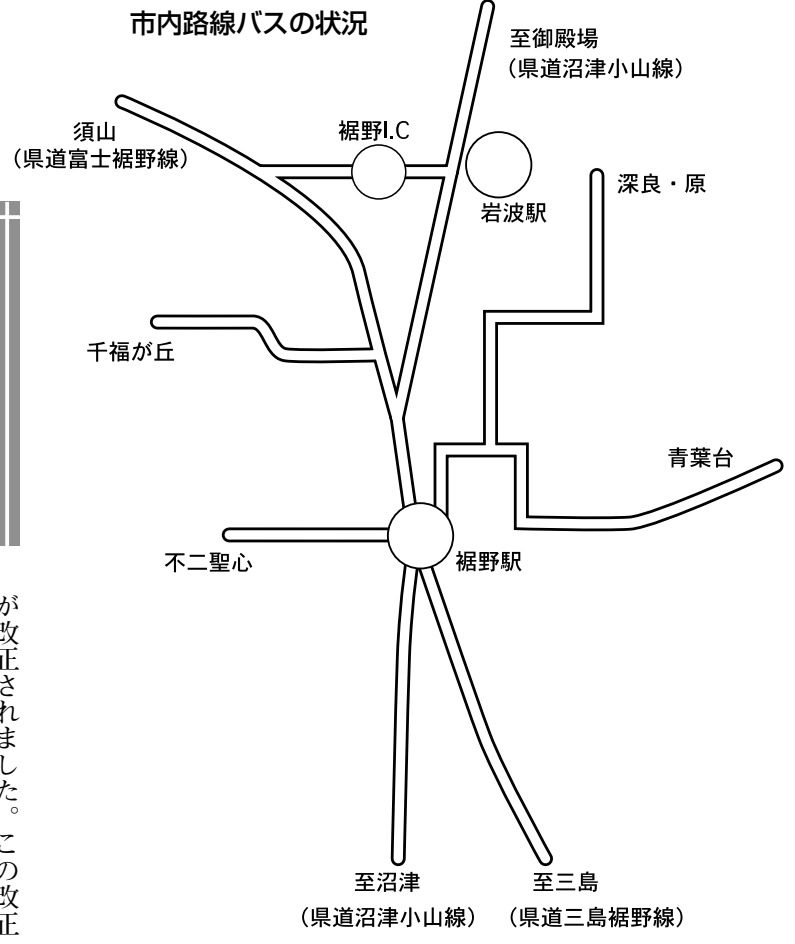 市内路線バスの状況
至御殿場
（県道沼津小山線）
須山
（県道富士裾野線）
裾野I.C
岩波駅
深良・原
千福が丘
青葉台
不二聖心
裾野駅
至沼津
（県道沼津小山線）
至三島
（県道三島裾野線）
が改正されました。この改正